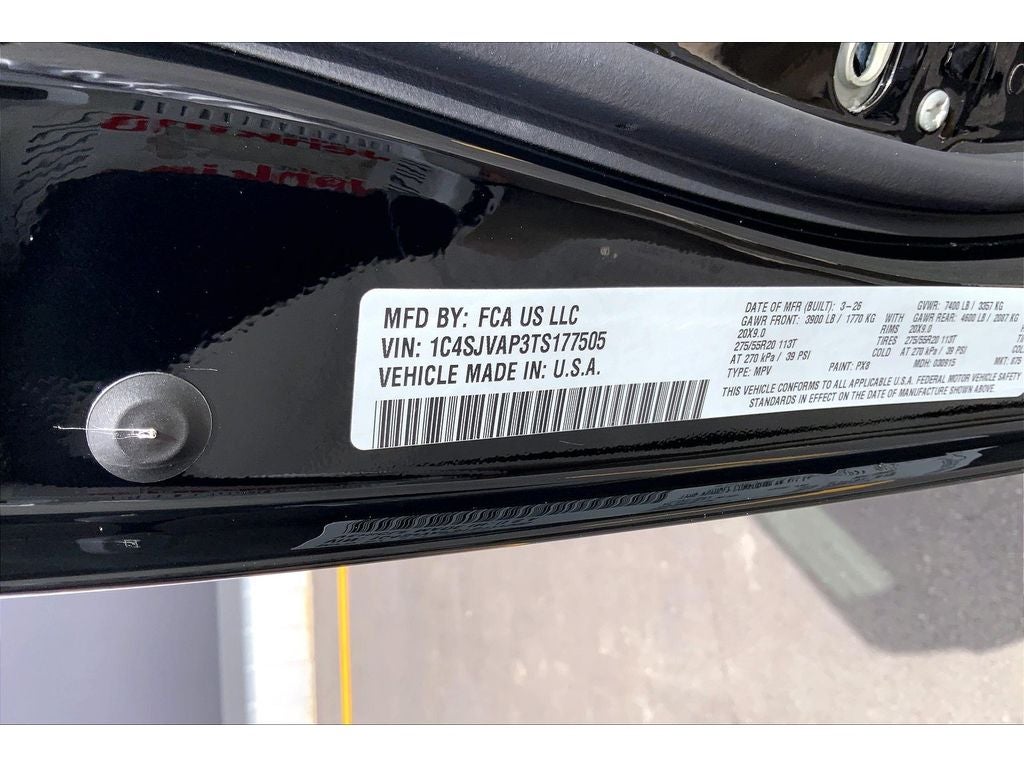 MFD BY: FCA US LLC
VIN: 1C4SJVAP3TS177505
VEHICLE MADE IN: U.S.A.
DATE OF MFR (BUILT): 3-26 GVWR: 7400 LB / 3357 KG
GAWR FRONT: 3900 LB / 1770 KG WITH GAWR REAR: 4600 LB / 2087 KG
20X9.0 RIMS 20X9.0
275/55R20 113T TIRES 275/55R20 113T
AT 270 kPa / 39 PSI COLD AT 270 kPa / 39 PSI
TYPE: MPV PAINT: PX8 MDH: 030915 MKT: 075
THIS VEHICLE CONFORMS TO ALL APPLICABLE U.S.A. FEDERAL MOTOR VEHICLE SAFETY
STANDARDS IN EFFECT ON THE DATE OF MANUFACTURE SHOWN ABOVE.